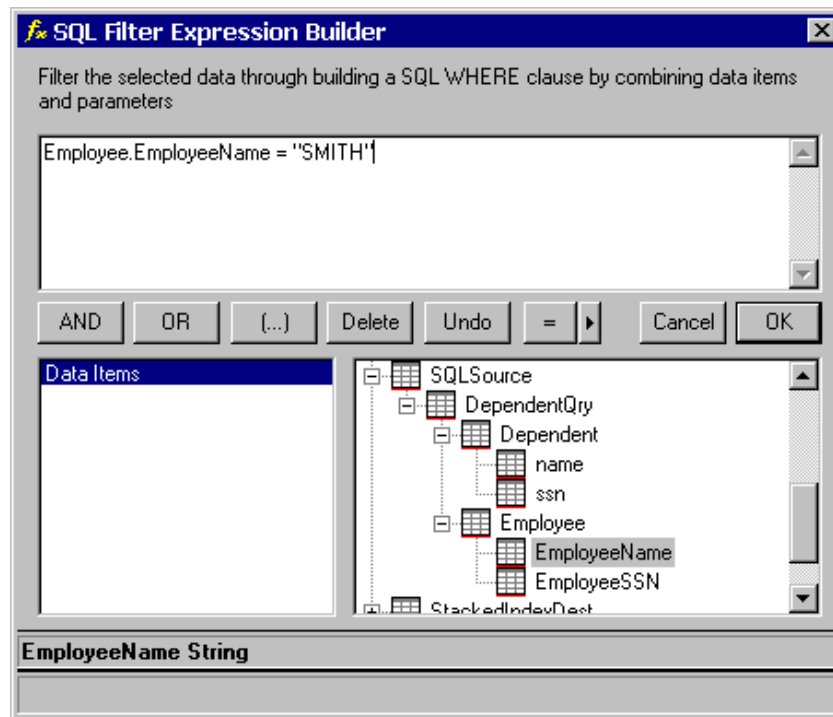 SQL Filter Expression Builder
Filter the selected data through building a SQL WHERE clause by combining data items
and parameters
Employee.EmployeeName = "SMITH"
AND OR (...) Delete Undo = Cancel OK
Data Items
SQLSource
DependentQry
Dependent
name
ssn
Employee
EmployeeName
EmployeeSSN
StackedIndexDest
EmployeeName String